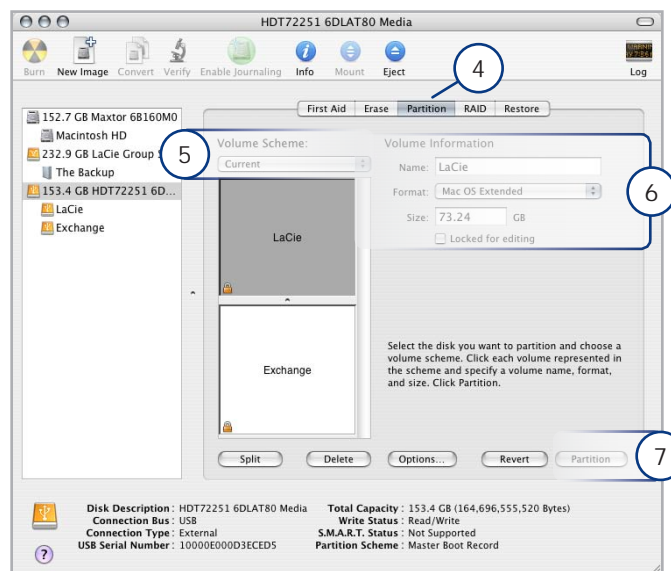 HDT72251 6DLAT80 Media
Burn New Image Convert Verify Enable Journaling Info Mount Eject Log
4
First Aid Erase Partition RAID Restore
152.7 GB Maxtor 6B160M0
Macintosh HD
232.9 GB LaCie Group
The Backup
153.4 GB HDT72251 6D...
LaCie
Exchange
5
Volume Scheme:
Current
LaCie
Exchange
Volume Information
Name: LaCie
Format: Mac OS Extended
Size: 73.24 GB
Locked for editing
6
Select the disk you want to partition and choose a
volume scheme. Click each volume represented in
the scheme and specify a volume name, format,
and size. Click Partition.
Split Delete Options... Revert Partition
7
Disk Description : HDT72251 6DLAT80 Media Total Capacity : 153.4 GB (164,696,555,520 Bytes)
Connection Bus : USB Write Status : Read/Write
Connection Type : External S.M.A.R.T. Status : Not Supported
USB Serial Number : 10000E000D3ECED5 Partition Scheme : Master Boot Record
?